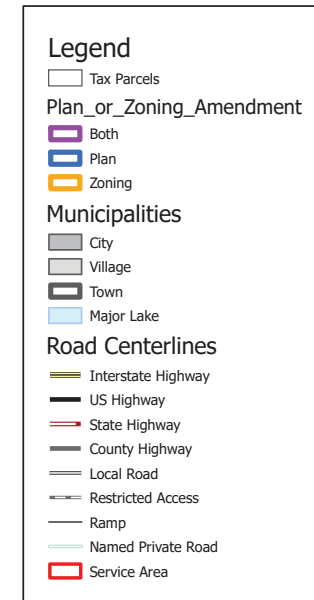 Legend
Tax Parcels
Plan_or_Zoning_Amendment
Both
Plan
Zoning
Municipalities
City
Village
Town
Major Lake
Road Centerlines
Interstate Highway
US Highway
State Highway
County Highway
Local Road
Restricted Access
Ramp
Named Private Road
Service Area